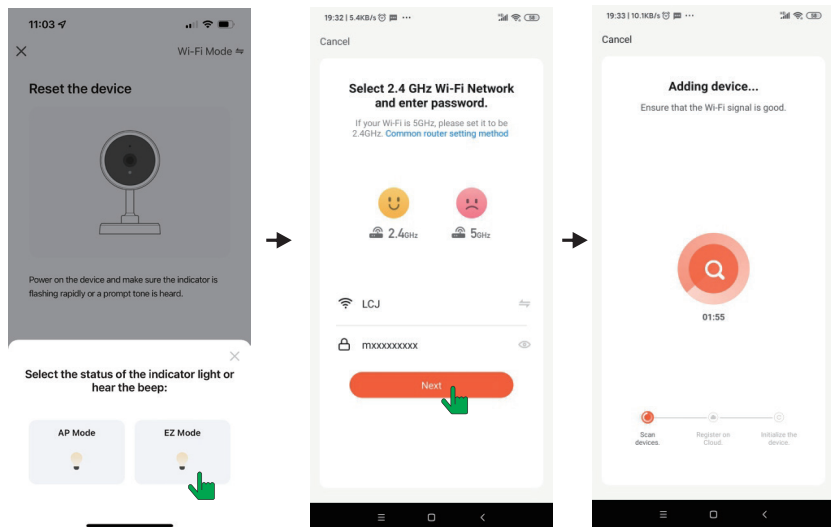 11:03
Wi-Fi Mode
Reset the device
Power on the device and make sure the indicator is
flashing rapidly or a prompt tone is heard.
Select the status of the indicator light or
hear the beep:
AP Mode
EZ Mode
19:32 | 5.4KB/s
Cancel
Select 2.4 GHz Wi-Fi Network
and enter password.
If your Wi-Fi is 5GHz, please set it to be
2.4GHz. Common router setting method
2.4GHz
5GHz
LCJ
mxxxxxxxxx
Next
19:33 | 10.1KB/s
Cancel
Adding device...
Ensure that the Wi-Fi signal is good.
01:55
Scan
devices.
Register on
Cloud.
Initialize the
device.